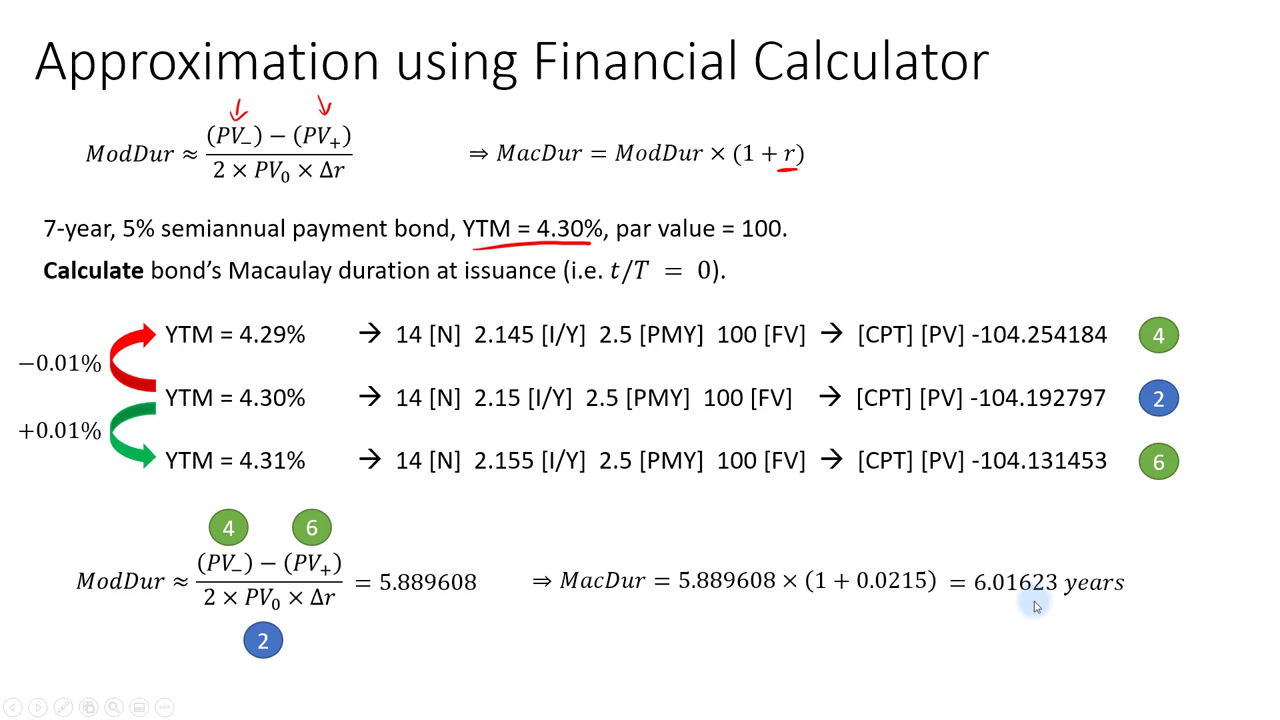 Approximation using Financial Calculator
ModDur ≈ (PV₋) − (PV₊) / 2 × PV₀ × Δr ⇒ MacDur = ModDur × (1 + r)
7-year, 5% semiannual payment bond, YTM = 4.30%, par value = 100.
Calculate bond's Macaulay duration at issuance (i.e. t/T = 0).
YTM = 4.29% → 14 [N] 2.145 [I/Y] 2.5 [PMY] 100 [FV] → [CPT] [PV] -104.254184 4
−0.01%
YTM = 4.30% → 14 [N] 2.15 [I/Y] 2.5 [PMY] 100 [FV] → [CPT] [PV] -104.192797 2
+0.01%
YTM = 4.31% → 14 [N] 2.155 [I/Y] 2.5 [PMY] 100 [FV] → [CPT] [PV] -104.131453 6
4 6
ModDur ≈ (PV₋) − (PV₊) / 2 × PV₀ × Δr = 5.889608 ⇒ MacDur = 5.889608 × (1 + 0.0215) = 6.01623 years
2